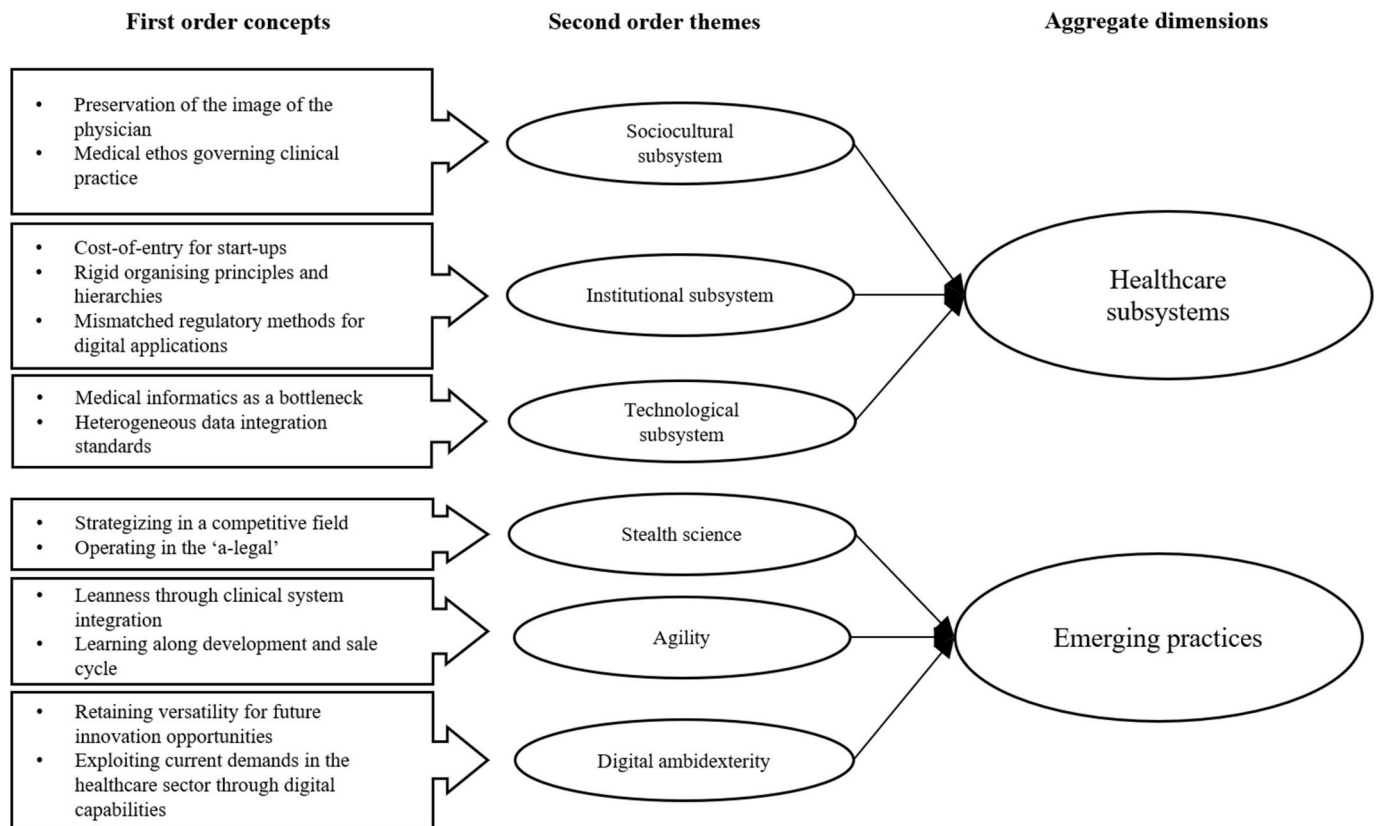 First order concepts
Second order themes
Aggregate dimensions
• Preservation of the image of the
physician
• Medical ethos governing clinical
practice
Sociocultural
subsystem
• Cost-of-entry for start-ups
• Rigid organising principles and
hierarchies
• Mismatched regulatory methods for
digital applications
Institutional subsystem
• Medical informatics as a bottleneck
• Heterogeneous data integration
standards
Technological
subsystem
Healthcare
subsystems
• Strategizing in a competitive field
• Operating in the ‘a-legal’
Stealth science
• Leanness through clinical system
integration
• Learning along development and sale
cycle
Agility
• Retaining versatility for future
innovation opportunities
• Exploiting current demands in the
healthcare sector through digital
capabilities
Digital ambidexterity
Emerging practices